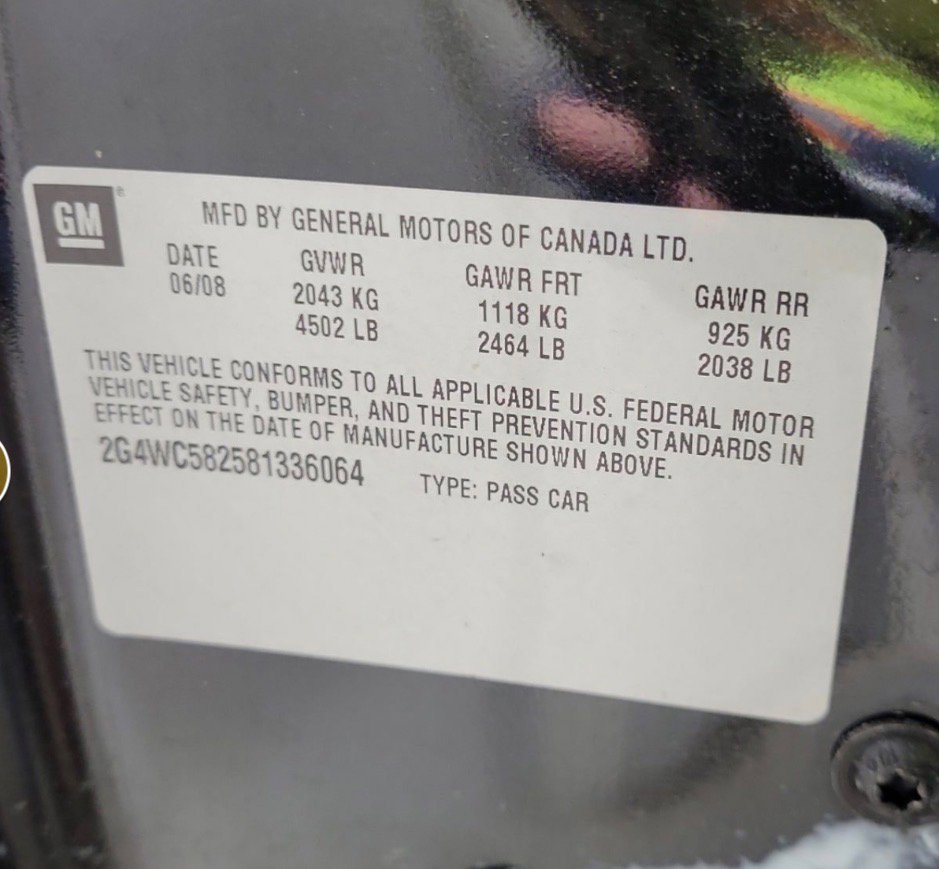 GM ®
MFD BY GENERAL MOTORS OF CANADA LTD.
DATE GVWR GAWR FRT GAWR RR
06/08 2043 KG 1118 KG 925 KG
4502 LB 2464 LB 2038 LB
THIS VEHICLE CONFORMS TO ALL APPLICABLE U.S. FEDERAL MOTOR
VEHICLE SAFETY, BUMPER, AND THEFT PREVENTION STANDARDS IN
EFFECT ON THE DATE OF MANUFACTURE SHOWN ABOVE.
2G4WC582581336064 TYPE: PASS CAR